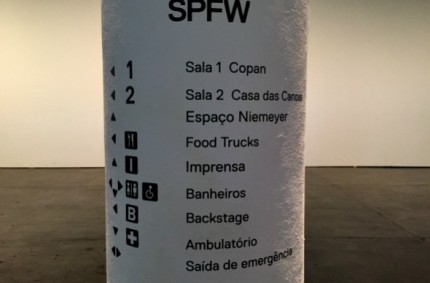 SPFW
1 Sala 1 Copan
2 Sala 2 Casa das Canoas
Espaço Niemeyer
Food Trucks
I Imprensa
Banheiros
B Backstage
Ambulatório
Saída de emergência